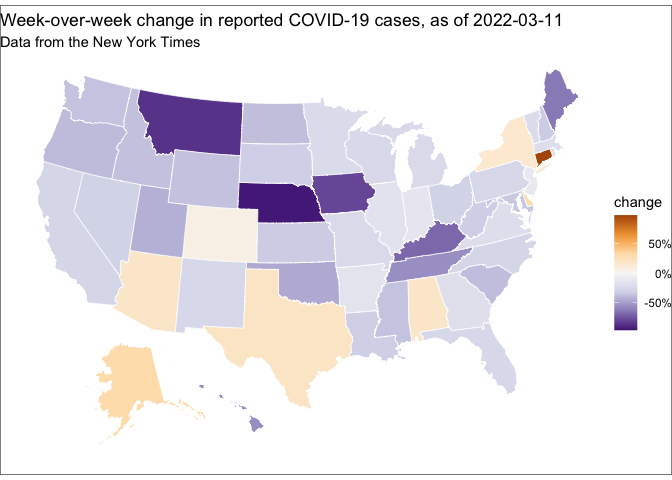 Week-over-week change in reported COVID-19 cases, as of 2022-03-11
Data from the New York Times
change
50%
0%
-50%